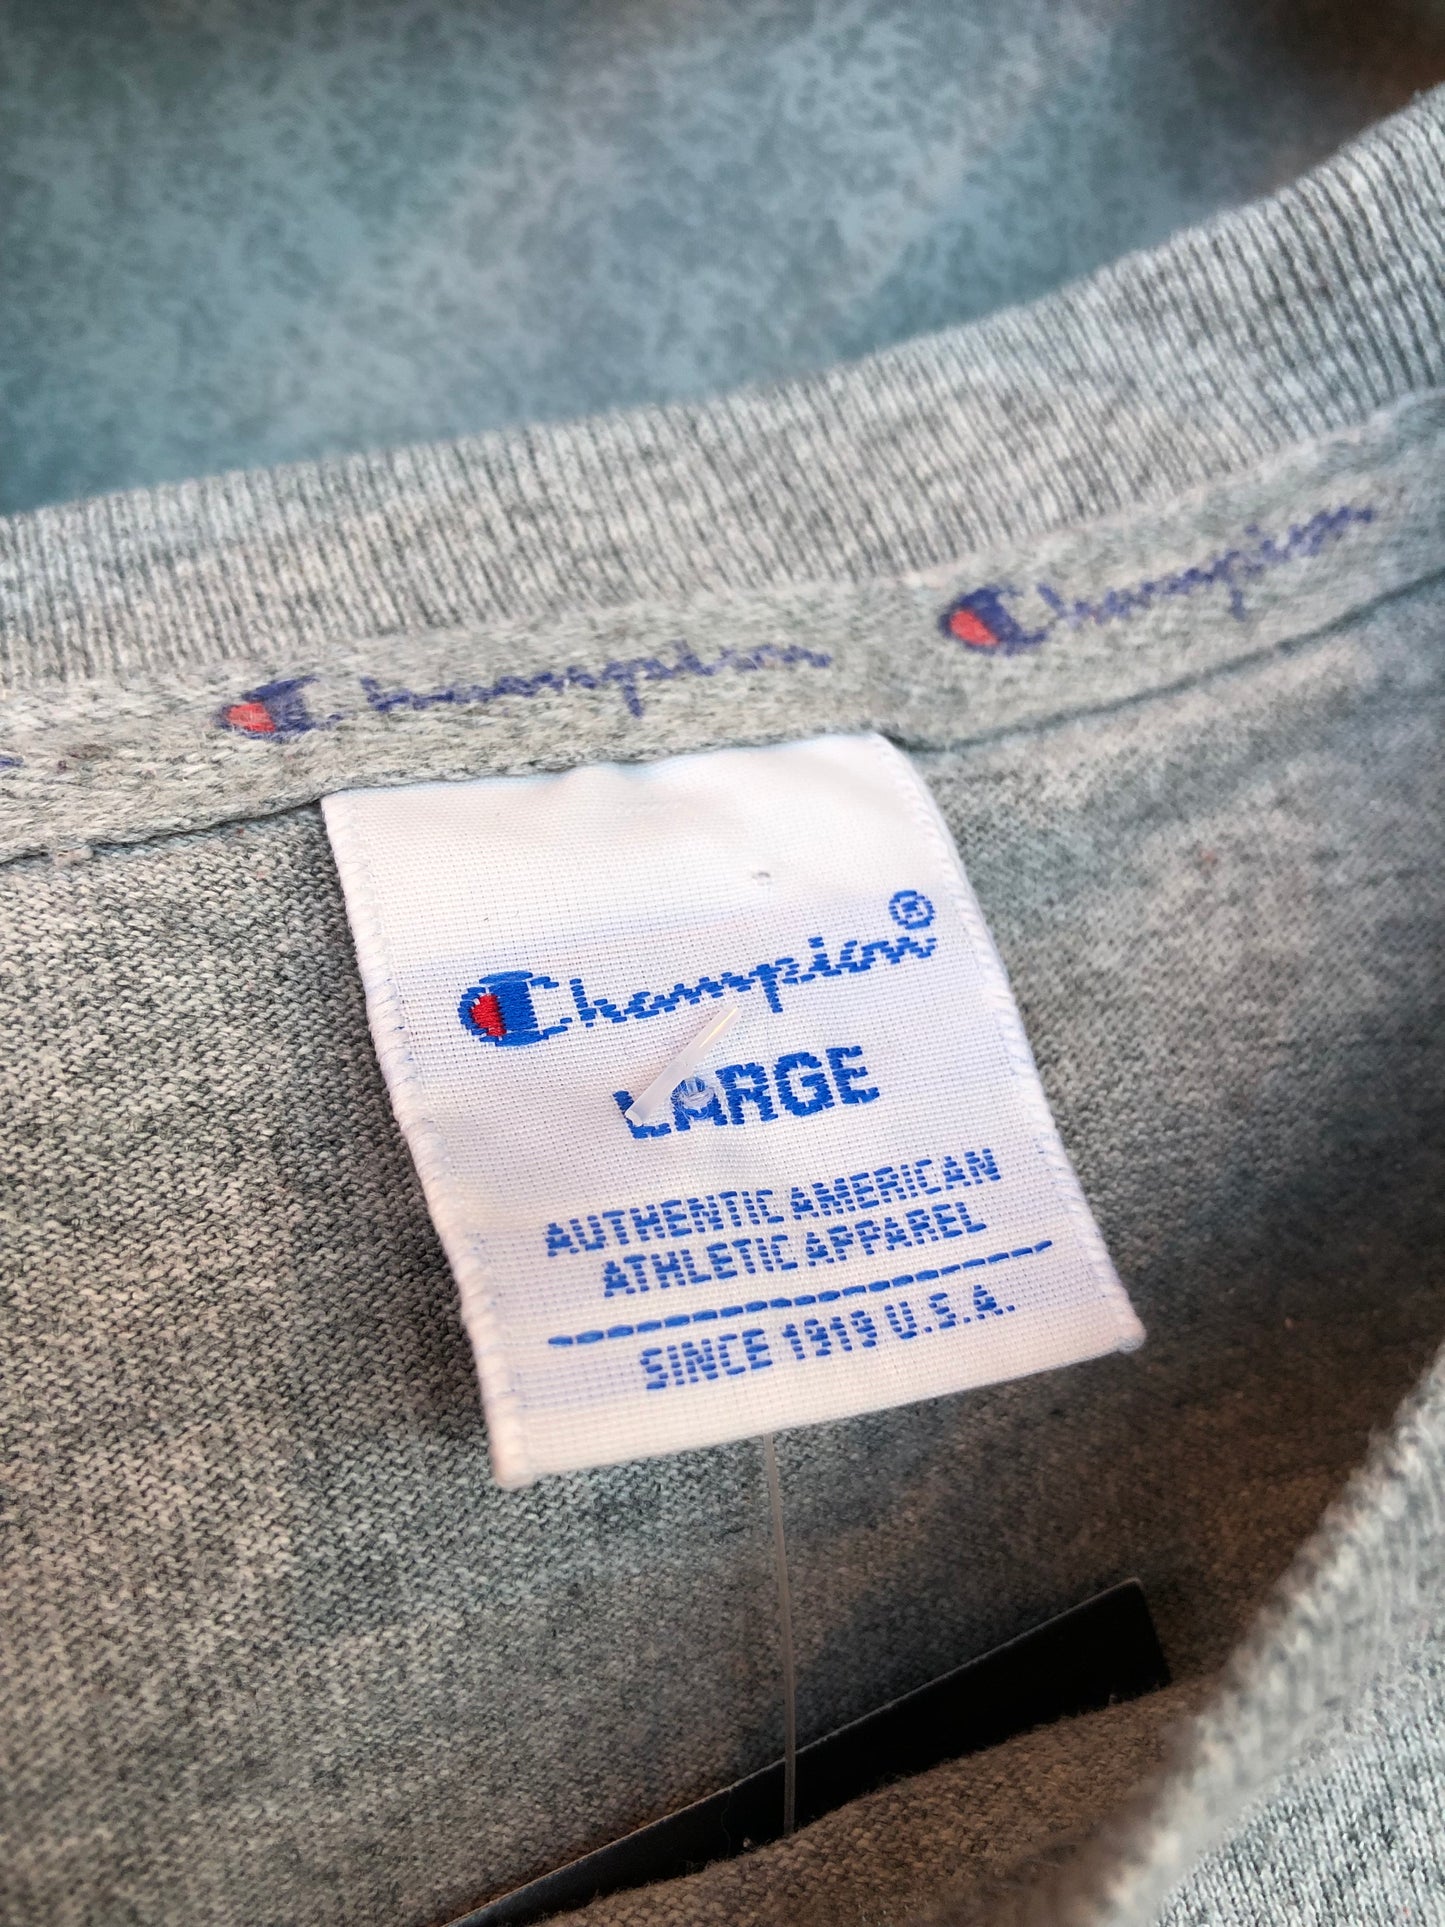 Champion
Champion
Champion®
LARGE
AUTHENTIC AMERICAN
ATHLETIC APPAREL
SINCE 1919 U.S.A.